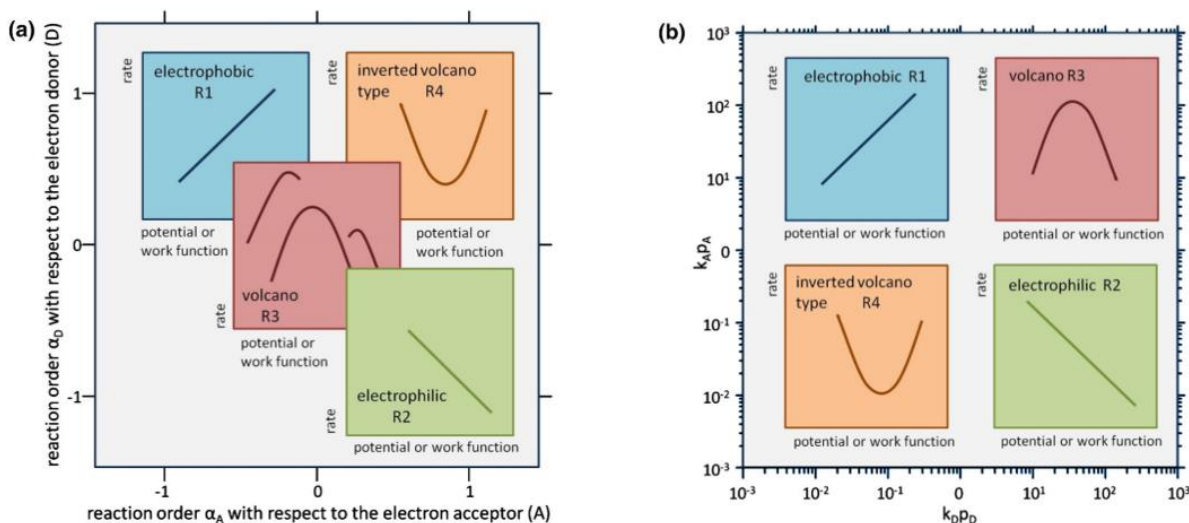 (a)
reaction order α_D with respect to the electron donor (D)
1
0
-1
rate
electrophobic
R1
potential or
work function
rate
inverted volcano
type R4
potential or
work function
rate
volcano
R3
potential or
work function
rate
electrophilic
R2
potential or work function
-1 0 1
reaction order α_A with respect to the electron acceptor (A)
(b)
k_Ap_A
10³
10²
10¹
0
10⁻¹
10⁻²
10⁻³
rate
electrophobic R1
potential or work function
rate
volcano R3
potential or work function
rate
inverted volcano
type R4
potential or work function
rate
electrophilic R2
potential or work function
10⁻³ 10⁻² 10⁻¹ 0 10¹ 10² 10³
k_Dp_D